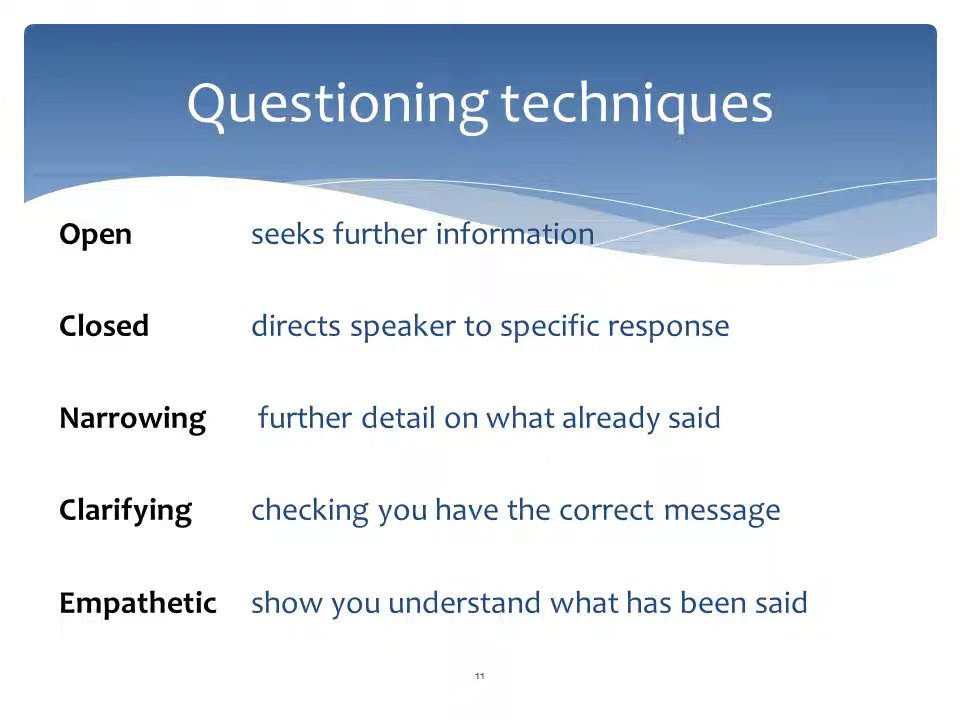 Questioning techniques
Open seeks further information
Closed directs speaker to specific response
Narrowing further detail on what already said
Clarifying checking you have the correct message
Empathetic show you understand what has been said
11